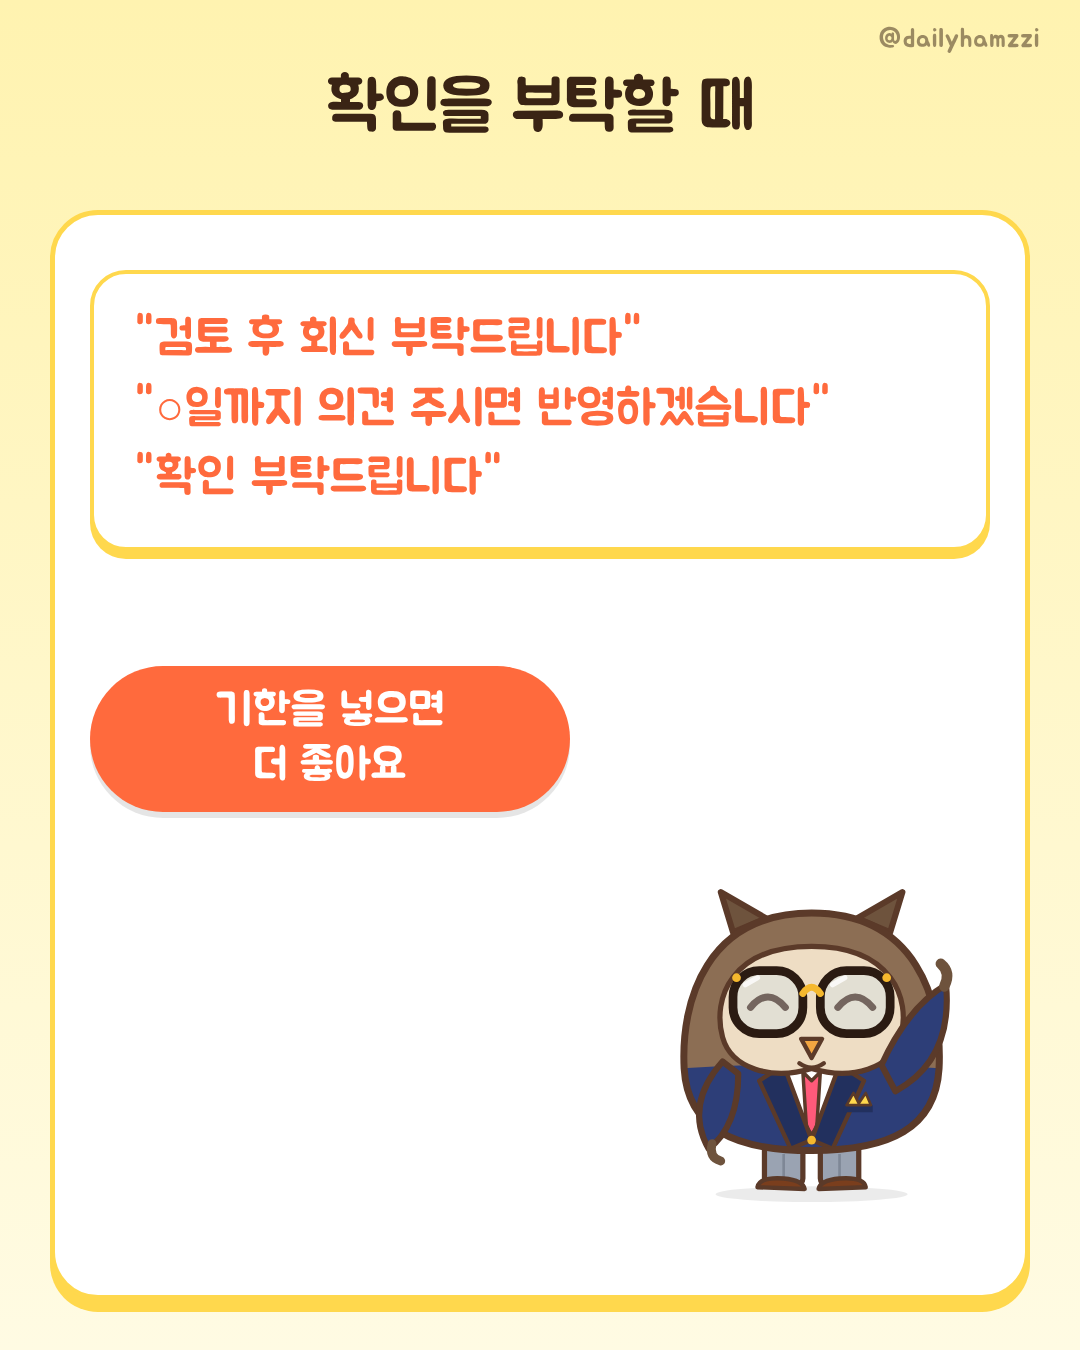 @dailyhamzzi
확인을 부탁할 때
"검토 후 회신 부탁드립니다"
"○일까지 의견 주시면 반영하겠습니다"
"확인 부탁드립니다"
기한을 넣으면
더 좋아요